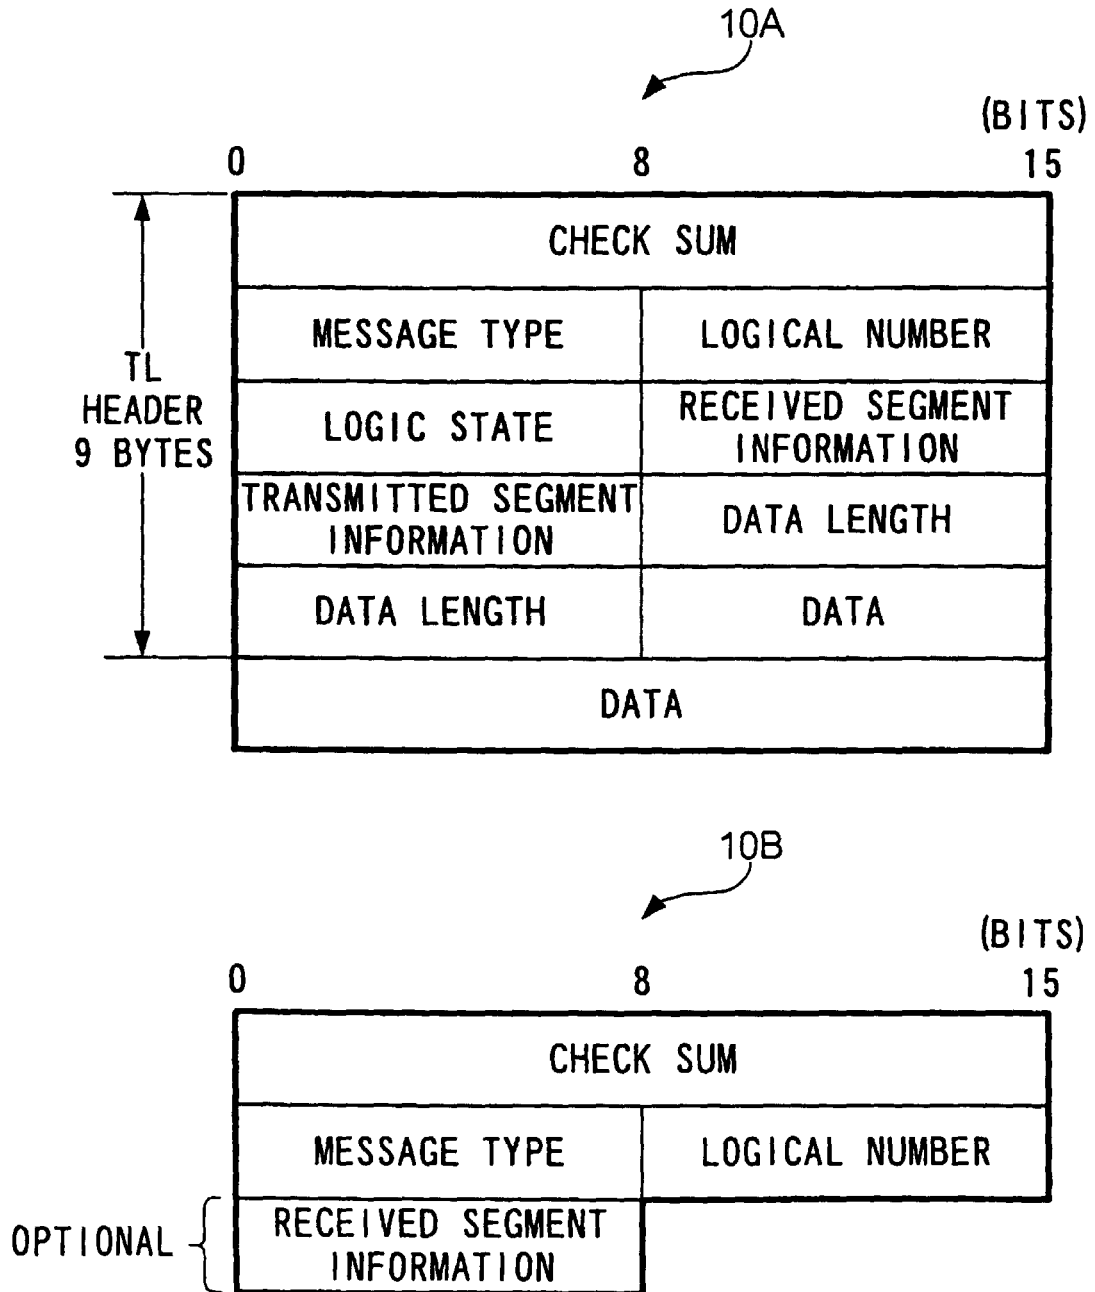 10A
(BITS)
0 8 15
CHECK SUM
MESSAGE TYPE LOGICAL NUMBER
TL
HEADER
9 BYTES
LOGIC STATE
RECEIVED SEGMENT
INFORMATION
TRANSMITTED SEGMENT
INFORMATION
DATA LENGTH
DATA LENGTH DATA
DATA
10B
(BITS)
0 8 15
CHECK SUM
MESSAGE TYPE LOGICAL NUMBER
OPTIONAL
RECEIVED SEGMENT
INFORMATION